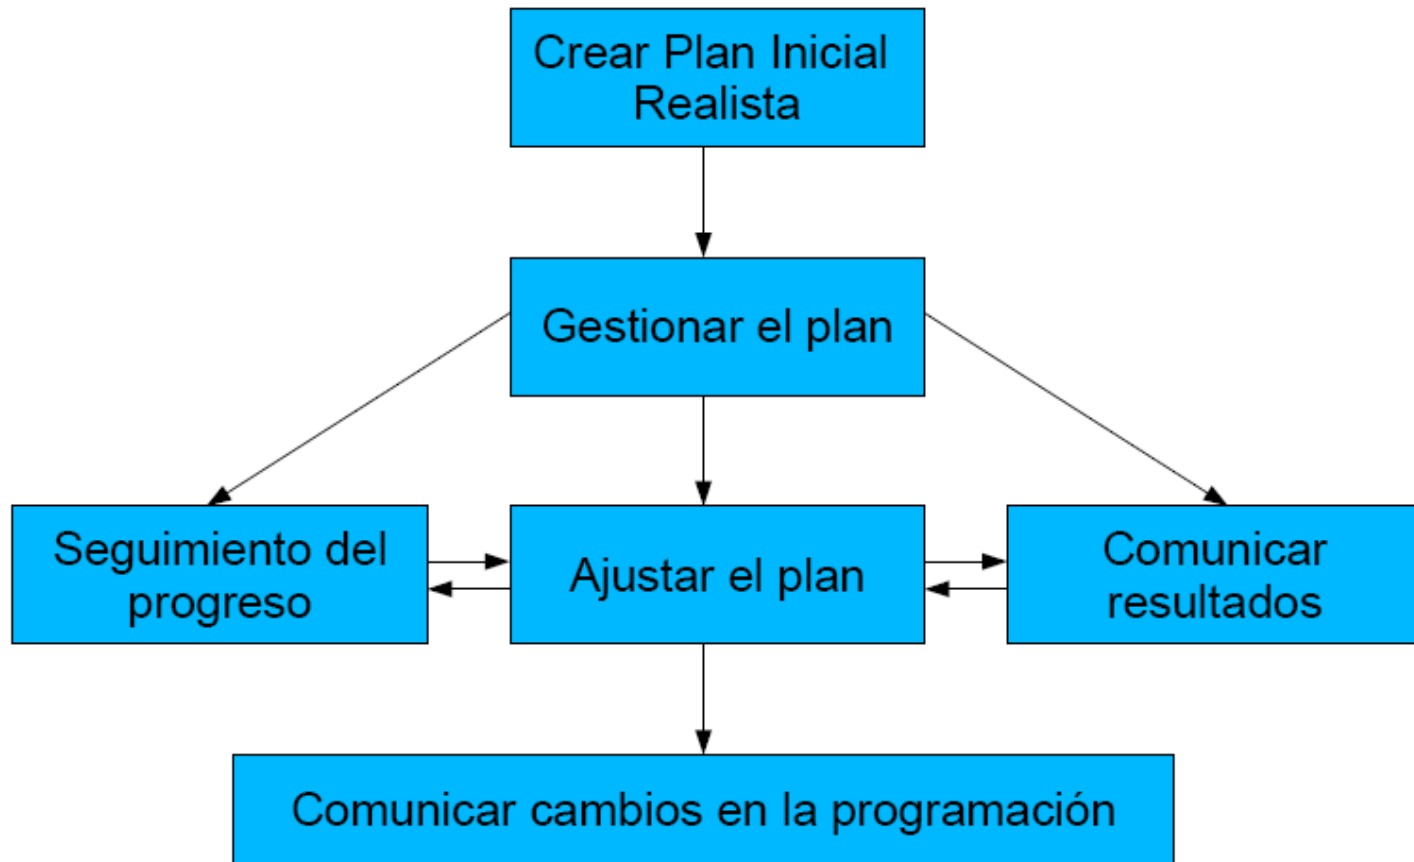 Crear Plan Inicial
Realista
Gestionar el plan
Seguimiento del
progreso
Ajustar el plan
Comunicar
resultados
Comunicar cambios en la programación